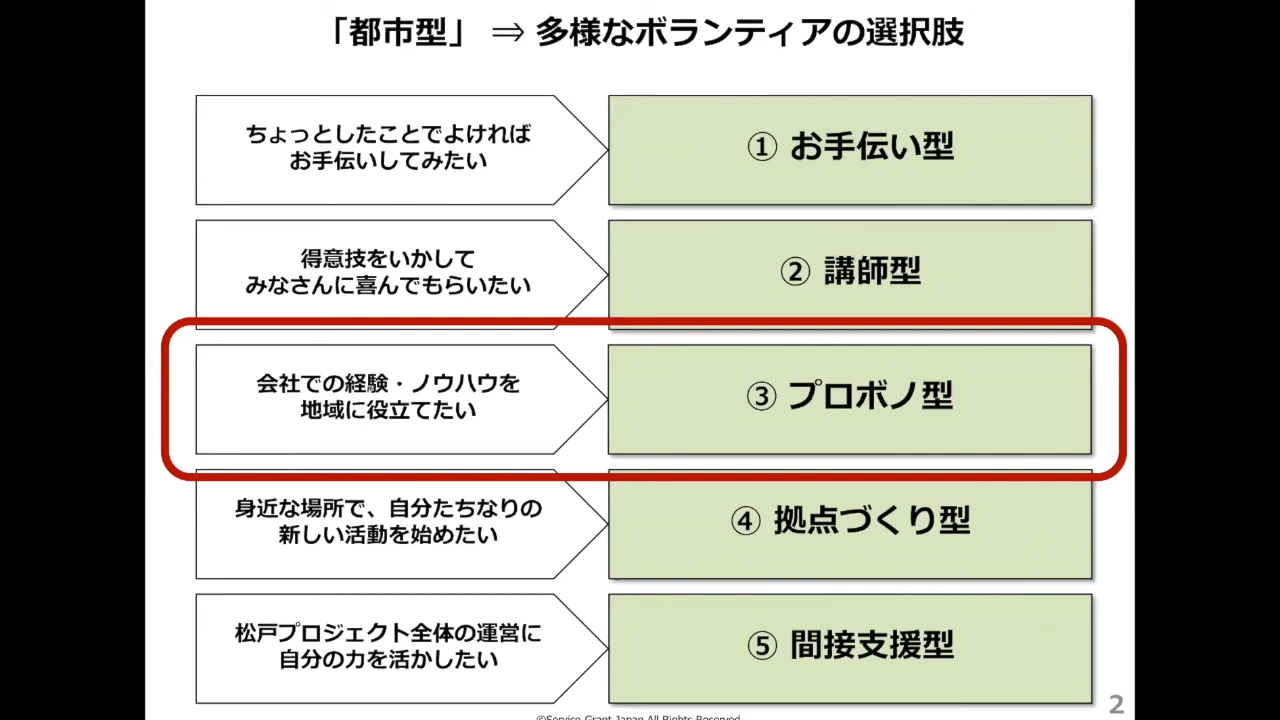 「都市型」 ⇒ 多様なボランティアの選択肢
ちょっとしたことでよければ
お手伝いしてみたい
① お手伝い型
得意技をいかして
みなさんに喜んでもらいたい
② 講師型
会社での経験・ノウハウを
地域に役立てたい
③ プロボノ型
身近な場所で、自分たちなりの
新しい活動を始めたい
④ 拠点づくり型
松戸プロジェクト全体の運営に
自分の力を活かしたい
⑤ 間接支援型
2
©Service Grant Japan All Rights Reserved